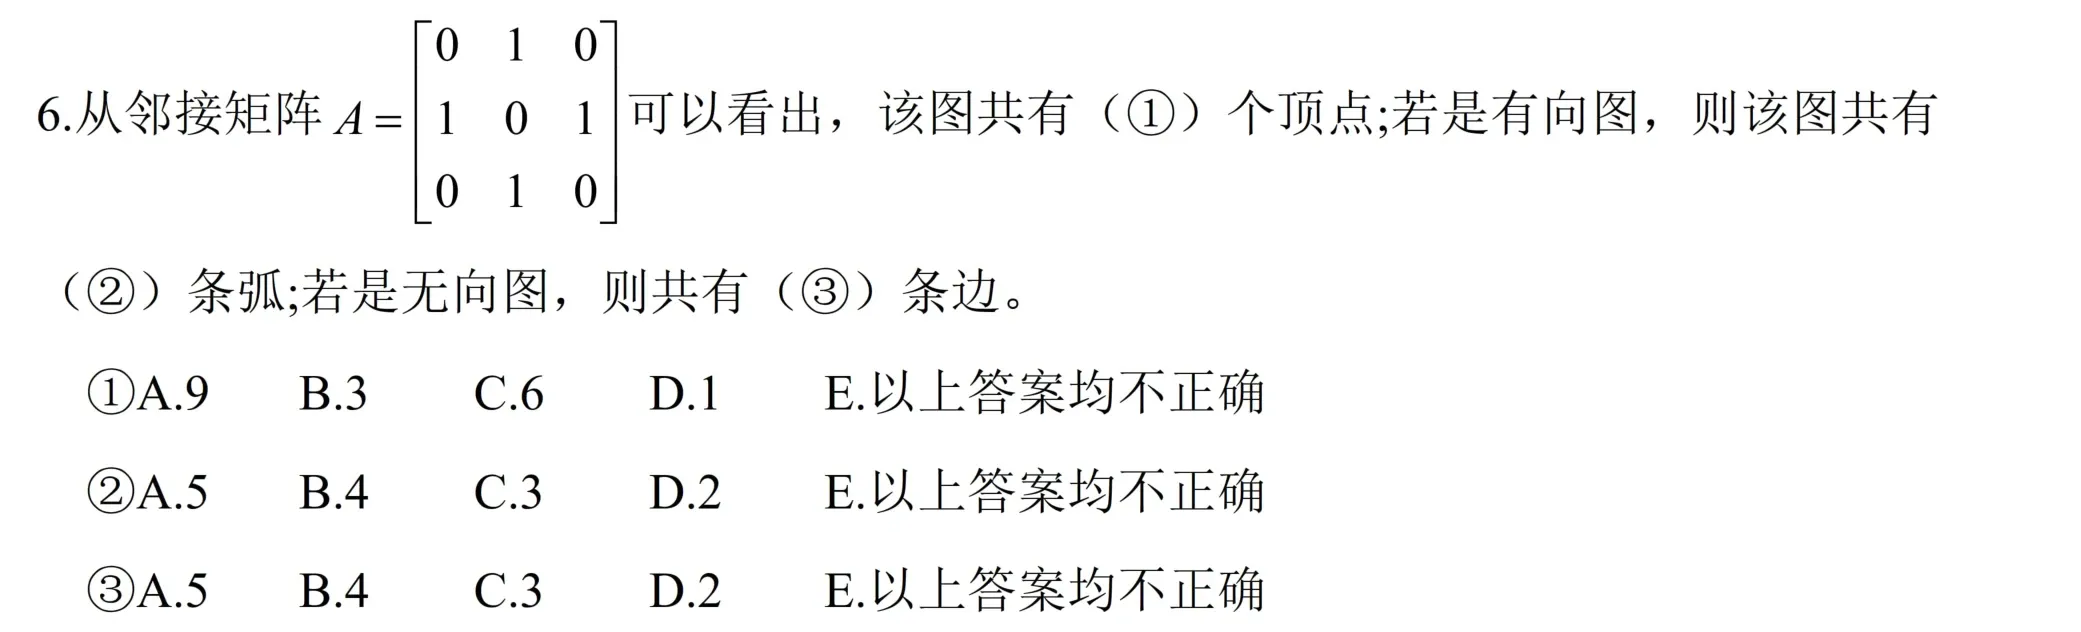 6.从邻接矩阵 A = [0 1 0; 1 0 1; 0 1 0] 可以看出，该图共有（①）个顶点;若是有向图，则该图共有
（②）条弧;若是无向图，则共有（③）条边。
①A.9 B.3 C.6 D.1 E.以上答案均不正确
②A.5 B.4 C.3 D.2 E.以上答案均不正确
③A.5 B.4 C.3 D.2 E.以上答案均不正确